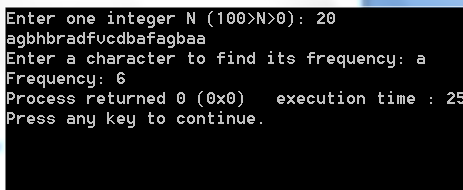 Enter one integer N (100>N>0): 20
agbhbradfvcdbafagbaa
Enter a character to find its frequency: a
Frequency: 6
Process returned 0 (0x0)   execution time : 25
Press any key to continue.